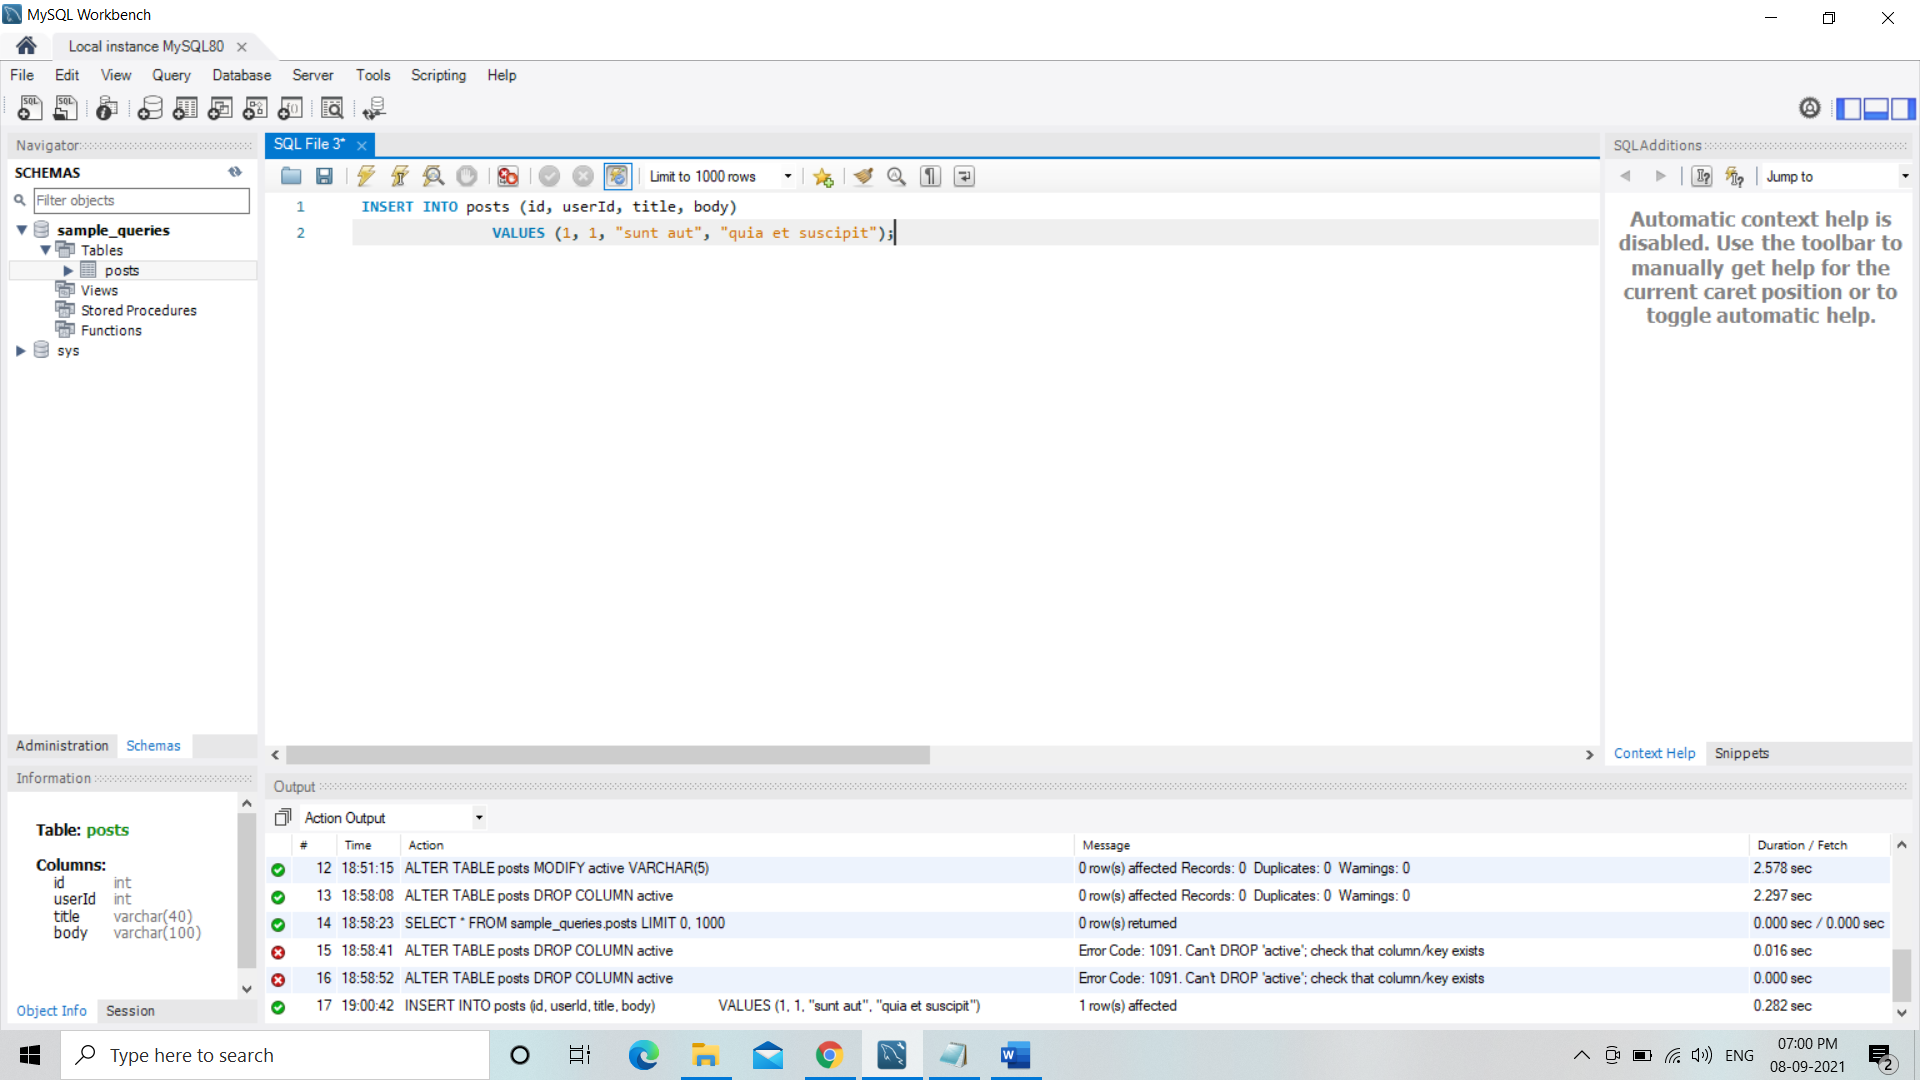 MySQL Workbench
Local instance MySQL80
File Edit View Query Database Server Tools Scripting Help
Navigator
SCHEMAS
Filter objects
sample_queries
Tables
posts
Views
Stored Procedures
Functions
sys
Administration Schemas
Information
Table: posts
Columns:
id int
userId int
title varchar(40)
body varchar(100)
Object Info Session
SQL File 3*
Limit to 1000 rows
1 INSERT INTO posts (id, userId, title, body)
2 VALUES (1, 1, "sunt aut", "quia et suscipit");
SQLAdditions
Jump to
Automatic context help is
disabled. Use the toolbar to
manually get help for the
current caret position or to
toggle automatic help.
Context Help Snippets
Output
Action Output
# Time Action Message Duration / Fetch
12 18:51:15 ALTER TABLE posts MODIFY active VARCHAR(5) 0 row(s) affected Records: 0 Duplicates: 0 Warnings: 0 2.578 sec
13 18:58:08 ALTER TABLE posts DROP COLUMN active 0 row(s) affected Records: 0 Duplicates: 0 Warnings: 0 2.297 sec
14 18:58:23 SELECT * FROM sample_queries.posts LIMIT 0, 1000 0 row(s) returned 0.000 sec / 0.000 sec
15 18:58:41 ALTER TABLE posts DROP COLUMN active Error Code: 1091. Can't DROP 'active'; check that column/key exists 0.016 sec
16 18:58:52 ALTER TABLE posts DROP COLUMN active Error Code: 1091. Can't DROP 'active'; check that column/key exists 0.000 sec
17 19:00:42 INSERT INTO posts (id, userId, title, body) VALUES (1, 1, "sunt aut", "quia et suscipit") 1 row(s) affected 0.282 sec
Type here to search
ENG
07:00 PM
08-09-2021
2